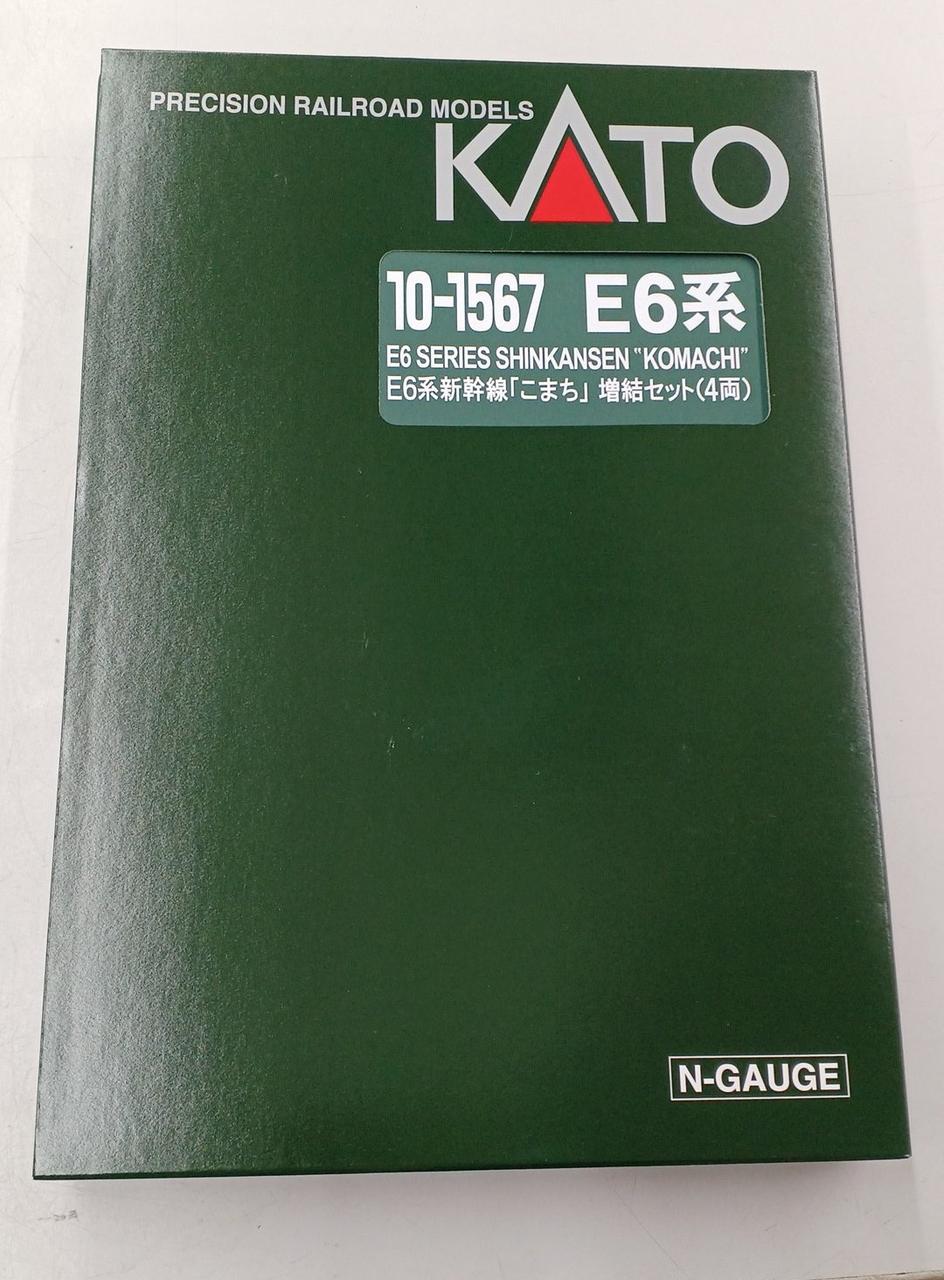 PRECISION RAILROAD MODELS
KATO
10-1567 E6系
E6 SERIES SHINKANSEN "KOMACHI"
E6系新幹線「こまち」 増結セット(4両)
N-GAUGE